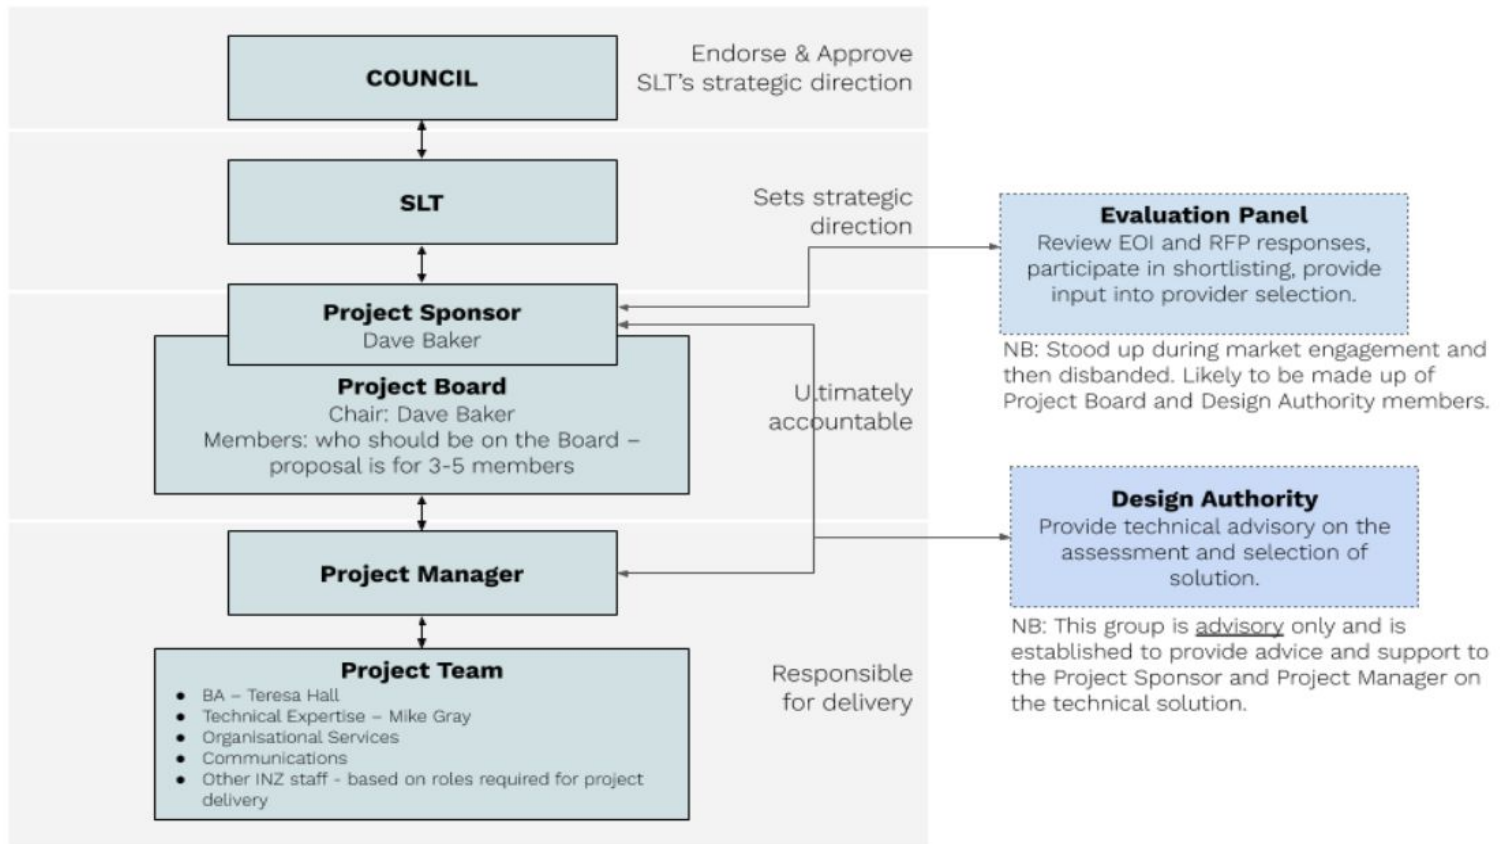 COUNCIL
Endorse & Approve
SLT's strategic direction
SLT
Sets strategic
direction
Project Sponsor
Dave Baker
Project Board
Chair: Dave Baker
Members: who should be on the Board –
proposal is for 3-5 members
Ultimately
accountable
Project Manager
Project Team
● BA – Teresa Hall
● Technical Expertise – Mike Gray
● Organisational Services
● Communications
● Other INZ staff - based on roles required for project
delivery
Responsible
for delivery
Evaluation Panel
Review EOI and RFP responses,
participate in shortlisting, provide
input into provider selection.
NB: Stood up during market engagement and
then disbanded. Likely to be made up of
Project Board and Design Authority members.
Design Authority
Provide technical advisory on the
assessment and selection of
solution.
NB: This group is advisory only and is
established to provide advice and support to
the Project Sponsor and Project Manager on
the technical solution.